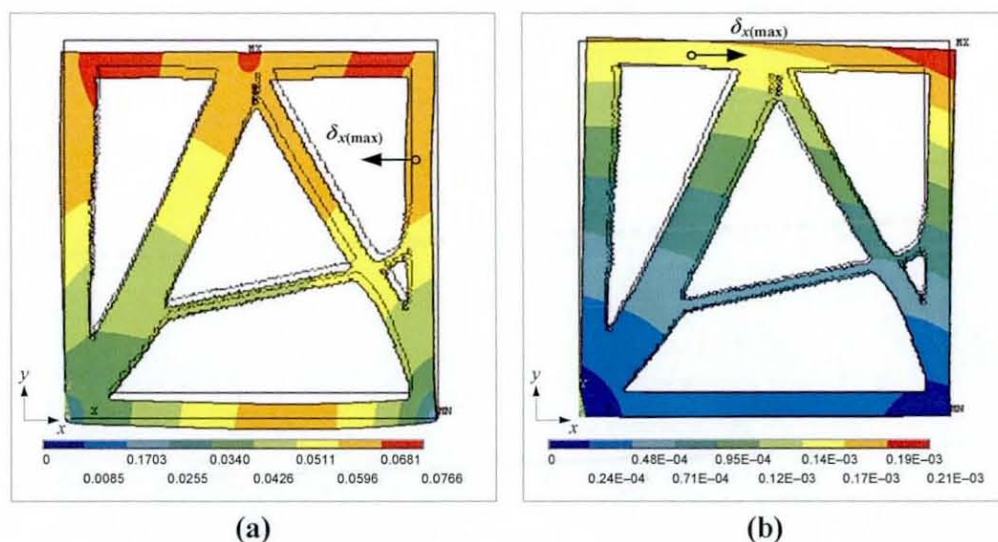 MX
δx(max)
y
x
X
MN
0 0.1703 0.0340 0.0511 0.0681
0.0085 0.0255 0.0426 0.0596 0.0766
(a)
δx(max)
MX
y
x
MN
0 0.48E–04 0.95E–04 0.14E–03 0.19E–03
0.24E–04 0.71E–04 0.12E–03 0.17E–03 0.21E–03
(b)